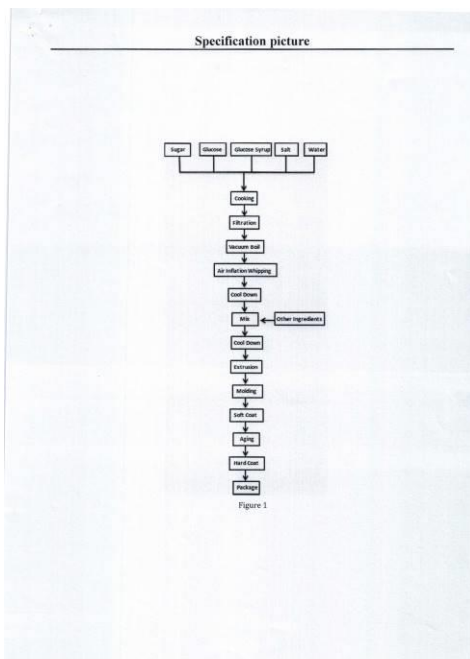 Specification picture
Sugar Glucose Glucose Syrup Salt Water
Cooking
Filtration
Vacuum Boil
Air Inflation Whipping
Cool Down
Mix Other Ingredients
Cool Down
Extrusion
Molding
Soft Coat
Aging
Hard Coat
Package
Figure 1